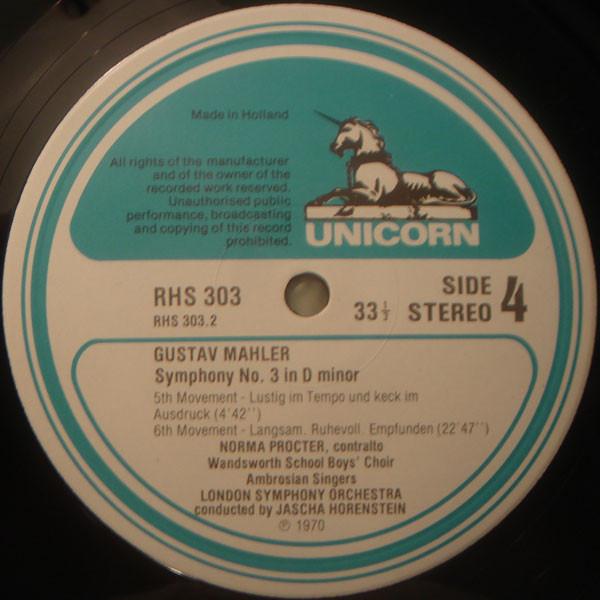 Made in Holland
All rights of the manufacturer
and of the owner of the
recorded work reserved.
Unauthorised public
performance, broadcasting
and copying of this record
prohibited.
UNICORN
RHS 303
RHS 303.2
33 1/3
SIDE 4
STEREO
GUSTAV MAHLER
Symphony No. 3 in D minor
5th Movement - Lustig im Tempo und keck im
Ausdruck (4'42'')
6th Movement - Langsam. Ruhevoll. Empfunden (22'47'')
NORMA PROCTER, contralto
Wandsworth School Boys' Choir
Ambrosian Singers
LONDON SYMPHONY ORCHESTRA
conducted by JASCHA HORENSTEIN
℗ 1970